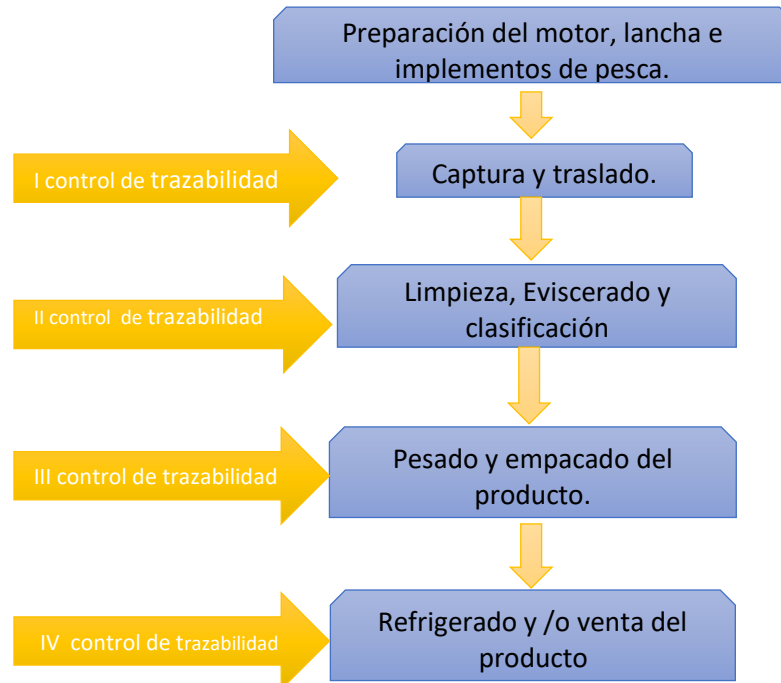 Preparación del motor, lancha e
implementos de pesca.
I control de trazabilidad
Captura y traslado.
II control de trazabilidad
Limpieza, Eviscerado y
clasificación
III control de trazabilidad
Pesado y empacado del
producto.
IV control de trazabilidad
Refrigerado y /o venta del
producto